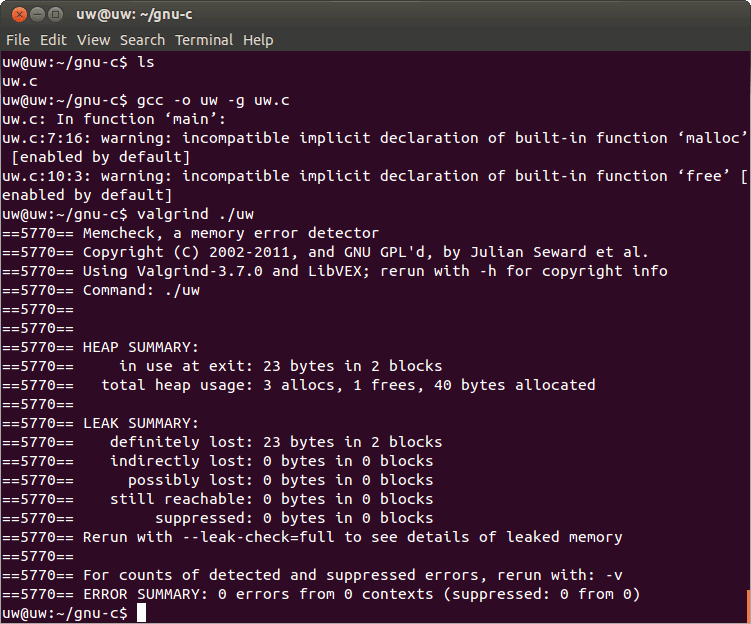 uw@uw: ~/gnu-c
File Edit View Search Terminal Help
uw@uw:~/gnu-c$ ls
uw.c
uw@uw:~/gnu-c$ gcc -o uw -g uw.c
uw.c: In function ‘main’:
uw.c:7:16: warning: incompatible implicit declaration of built-in function ‘malloc’
 [enabled by default]
uw.c:10:3: warning: incompatible implicit declaration of built-in function ‘free’ [
enabled by default]
uw@uw:~/gnu-c$ valgrind ./uw
==5770== Memcheck, a memory error detector
==5770== Copyright (C) 2002-2011, and GNU GPL'd, by Julian Seward et al.
==5770== Using Valgrind-3.7.0 and LibVEX; rerun with -h for copyright info
==5770== Command: ./uw
==5770==
==5770==
==5770== HEAP SUMMARY:
==5770==     in use at exit: 23 bytes in 2 blocks
==5770==   total heap usage: 3 allocs, 1 frees, 40 bytes allocated
==5770==
==5770== LEAK SUMMARY:
==5770==    definitely lost: 23 bytes in 2 blocks
==5770==    indirectly lost: 0 bytes in 0 blocks
==5770==      possibly lost: 0 bytes in 0 blocks
==5770==    still reachable: 0 bytes in 0 blocks
==5770==         suppressed: 0 bytes in 0 blocks
==5770== Rerun with --leak-check=full to see details of leaked memory
==5770==
==5770== For counts of detected and suppressed errors, rerun with: -v
==5770== ERROR SUMMARY: 0 errors from 0 contexts (suppressed: 0 from 0)
uw@uw:~/gnu-c$